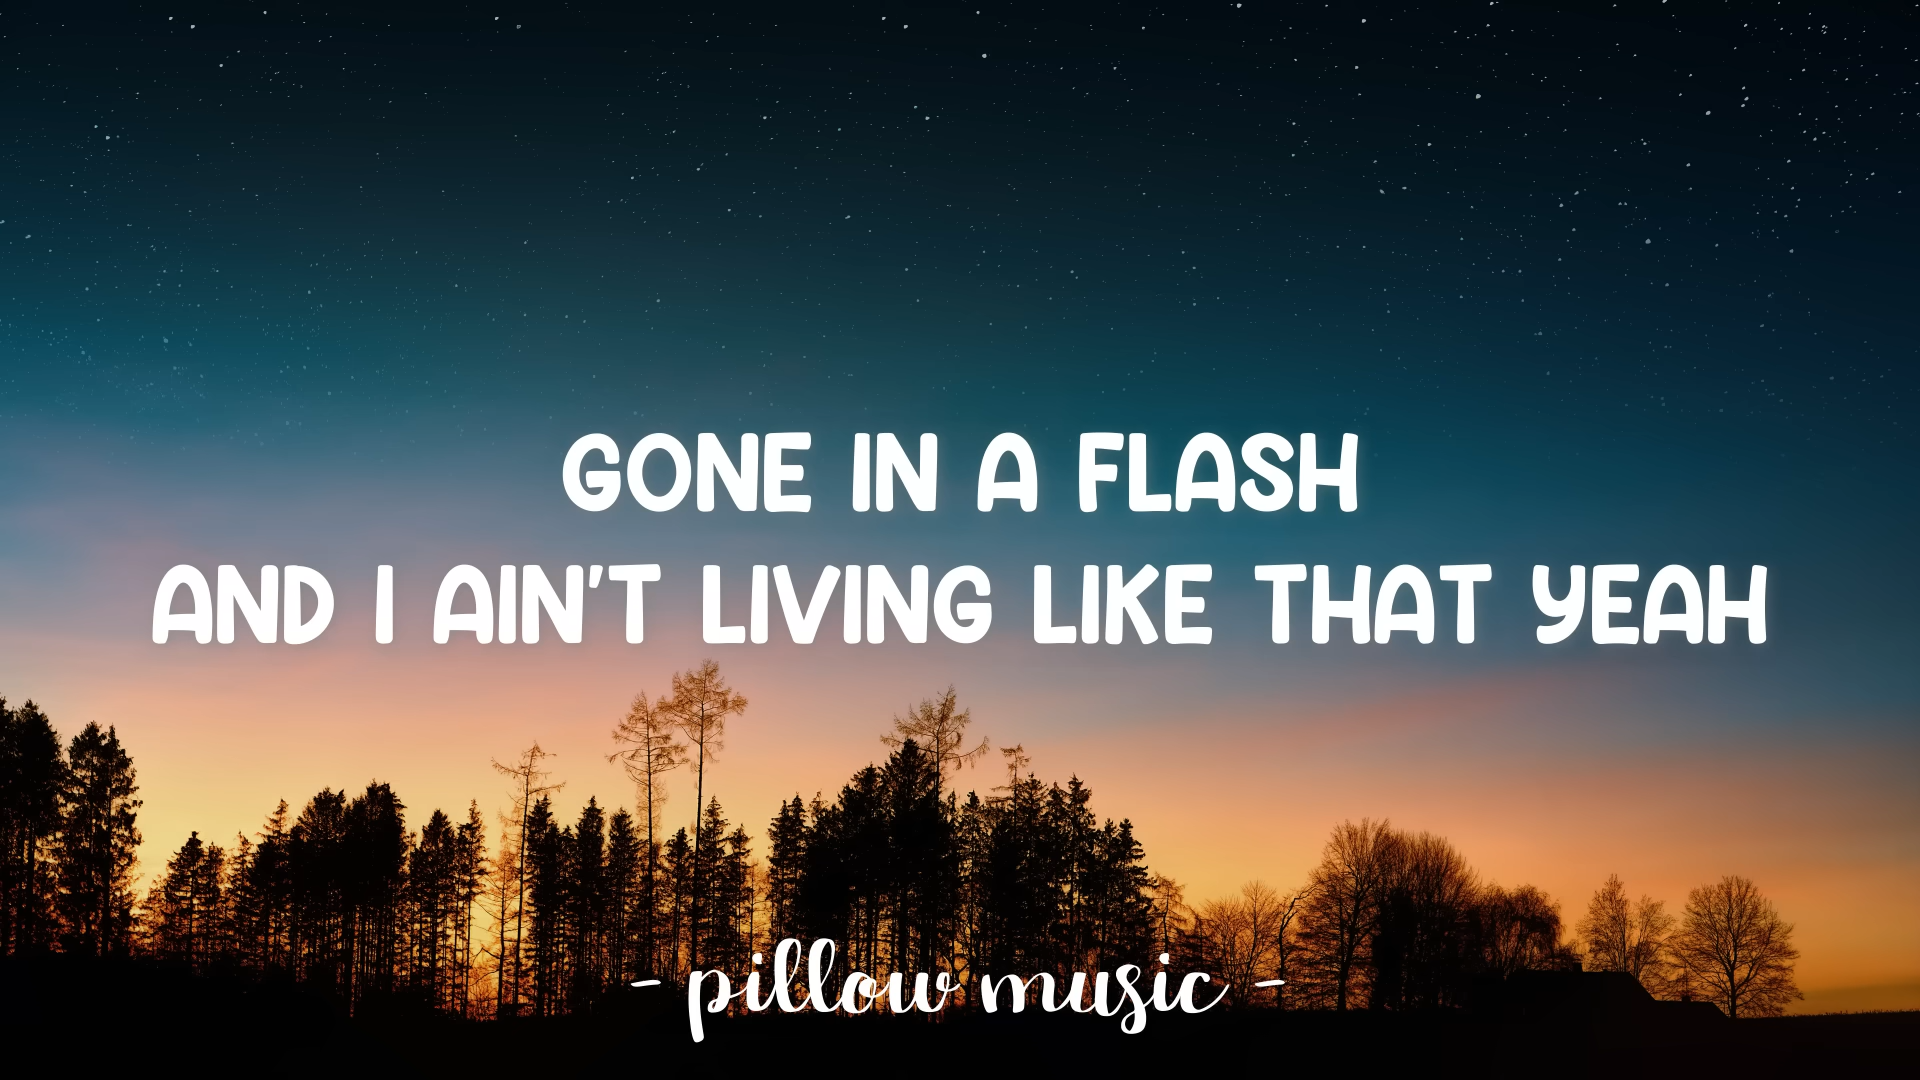 GONE IN A FLASH
AND I AIN'T LIVING LIKE THAT YEAH
- pillow music -